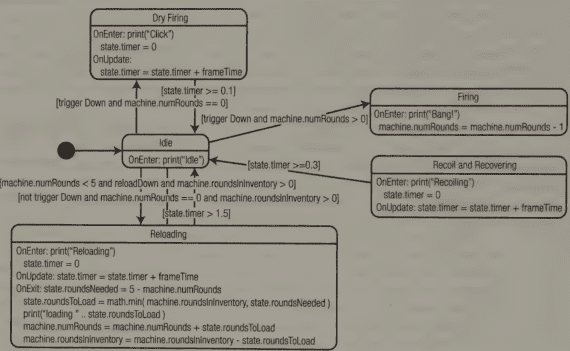 Dry Firing
OnEnter: print("Click")
state.timer = 0
OnUpdate:
state.timer = state.timer + frameTime
[state.timer >= 0.1]
[trigger Down and machine.numRounds == 0]
[trigger Down and machine.numRounds > 0]
Firing
OnEnter: print("Bang!")
machine.numRounds = machine.numRounds - 1
Idle
OnEnter: print("Idle")
[state.timer >=0.3]
Recoil and Recovering
OnEnter: print("Recoiling")
state.timer = 0
OnUpdate: state.timer = state.timer + frameTime
[machine.numRounds < 5 and reloadDown and machine.roundsInInventory > 0]
[not trigger Down and machine.numRounds == 0 and machine.roundsInInventory > 0]
[state.timer > 1.5]
Reloading
OnEnter: print("Reloading")
state.timer = 0
OnUpdate: state.timer = state.timer + frameTime
OnExit: state.roundsNeeded = 5 - machine.numRounds
state.roundsToLoad = math.min( machine.roundsInInventory, state.roundsNeeded )
print("loading " .. state.roundsToLoad )
machine.numRounds = machine.numRounds + state.roundsToLoad
machine.roundsInInventory = machine.roundsInInventory - state.roundsToLoad